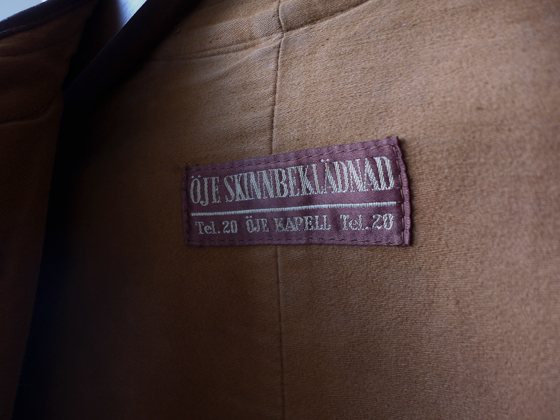 ÖJE SKINNBEKLÄDNAD
Tel. 20 ÖJE KAPELL Tel. 20